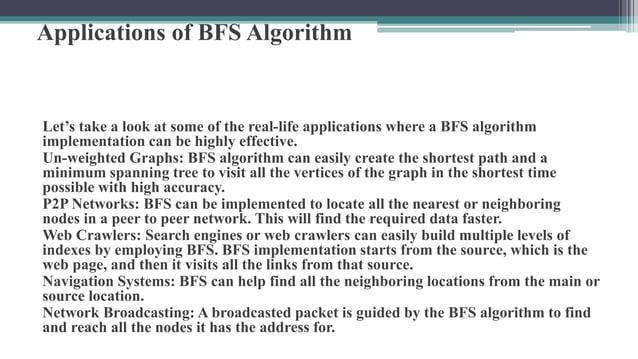 Applications of BFS Algorithm
Let’s take a look at some of the real-life applications where a BFS algorithm
implementation can be highly effective.
Un-weighted Graphs: BFS algorithm can easily create the shortest path and a
minimum spanning tree to visit all the vertices of the graph in the shortest time
possible with high accuracy.
P2P Networks: BFS can be implemented to locate all the nearest or neighboring
nodes in a peer to peer network. This will find the required data faster.
Web Crawlers: Search engines or web crawlers can easily build multiple levels of
indexes by employing BFS. BFS implementation starts from the source, which is the
web page, and then it visits all the links from that source.
Navigation Systems: BFS can help find all the neighboring locations from the main or
source location.
Network Broadcasting: A broadcasted packet is guided by the BFS algorithm to find
and reach all the nodes it has the address for.